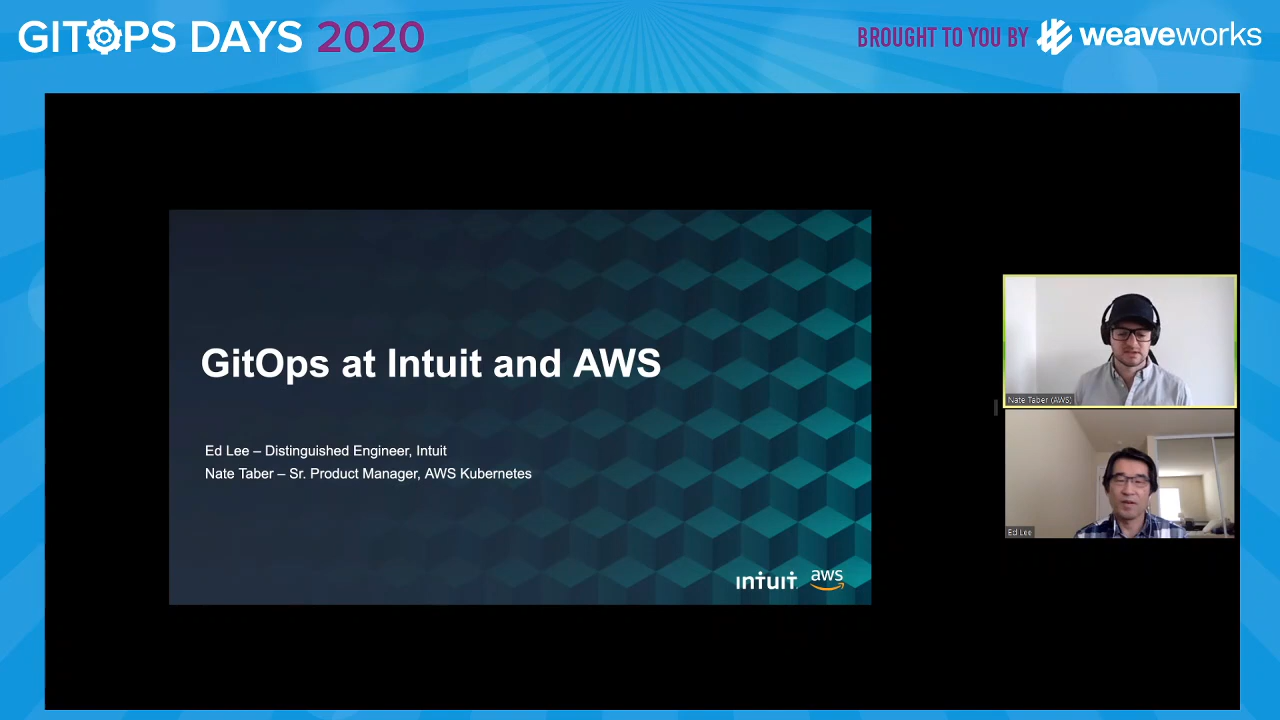 GITOPS DAYS 2020
BROUGHT TO YOU BY weaveworks
GitOps at Intuit and AWS
Ed Lee – Distinguished Engineer, Intuit
Nate Taber – Sr. Product Manager, AWS Kubernetes
intuit aws
Nate Taber (AWS)
Ed Lee